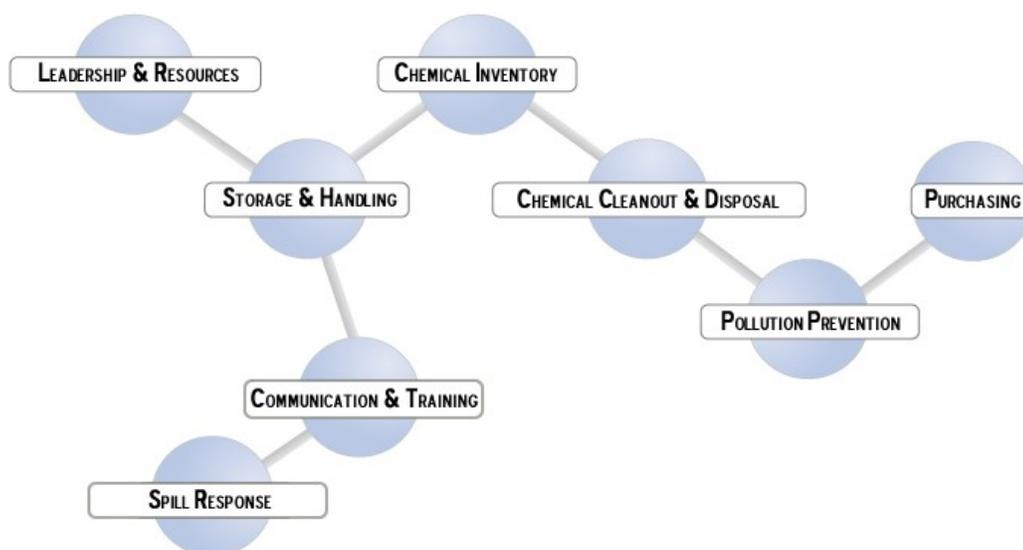 Leadership & Resources
Chemical Inventory
Storage & Handling
Chemical Cleanout & Disposal
Purchasing
Pollution Prevention
Communication & Training
Spill Response